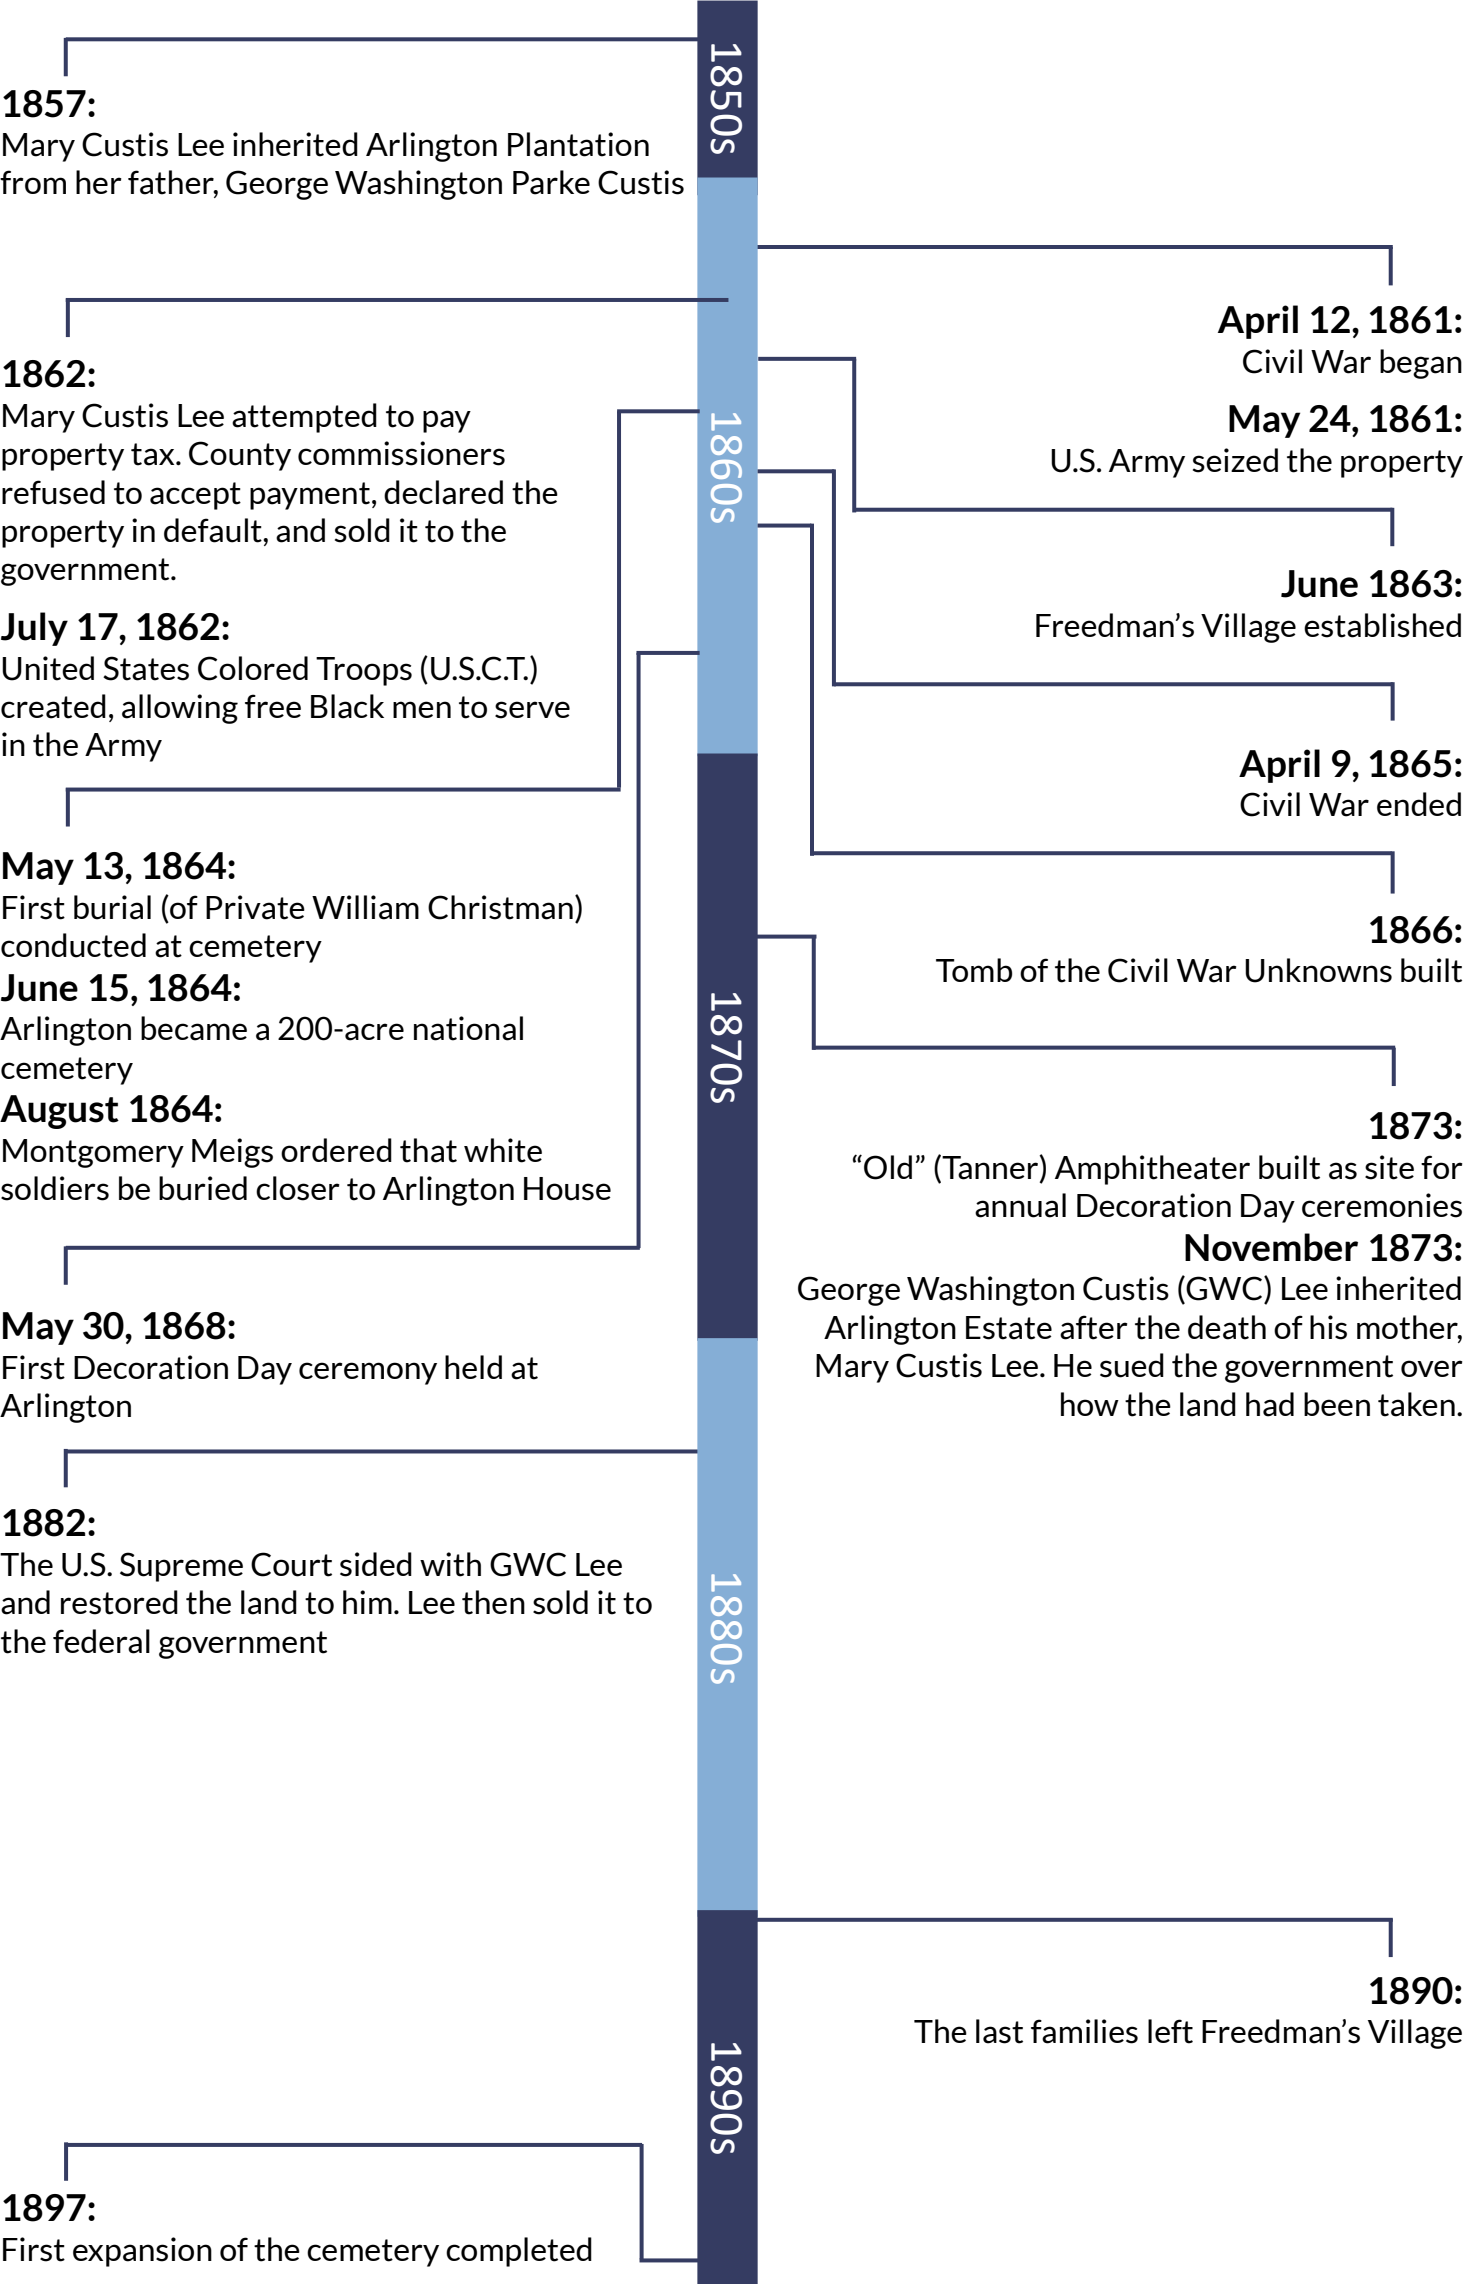 1850s
1857:
Mary Custis Lee inherited Arlington Plantation
from her father, George Washington Parke Custis
1860s
April 12, 1861:
Civil War began
May 24, 1861:
U.S. Army seized the property
1862:
Mary Custis Lee attempted to pay
property tax. County commissioners
refused to accept payment, declared the
property in default, and sold it to the
government.
July 17, 1862:
United States Colored Troops (U.S.C.T.)
created, allowing free Black men to serve
in the Army
June 1863:
Freedman’s Village established
May 13, 1864:
First burial (of Private William Christman)
conducted at cemetery
June 15, 1864:
Arlington became a 200-acre national
cemetery
August 1864:
Montgomery Meigs ordered that white
soldiers be buried closer to Arlington House
April 9, 1865:
Civil War ended
1866:
Tomb of the Civil War Unknowns built
May 30, 1868:
First Decoration Day ceremony held at
Arlington
1870s
1873:
“Old” (Tanner) Amphitheater built as site for
annual Decoration Day ceremonies
November 1873:
George Washington Custis (GWC) Lee inherited
Arlington Estate after the death of his mother,
Mary Custis Lee. He sued the government over
how the land had been taken.
1880s
1882:
The U.S. Supreme Court sided with GWC Lee
and restored the land to him. Lee then sold it to
the federal government
1890s
1890:
The last families left Freedman’s Village
1897:
First expansion of the cemetery completed